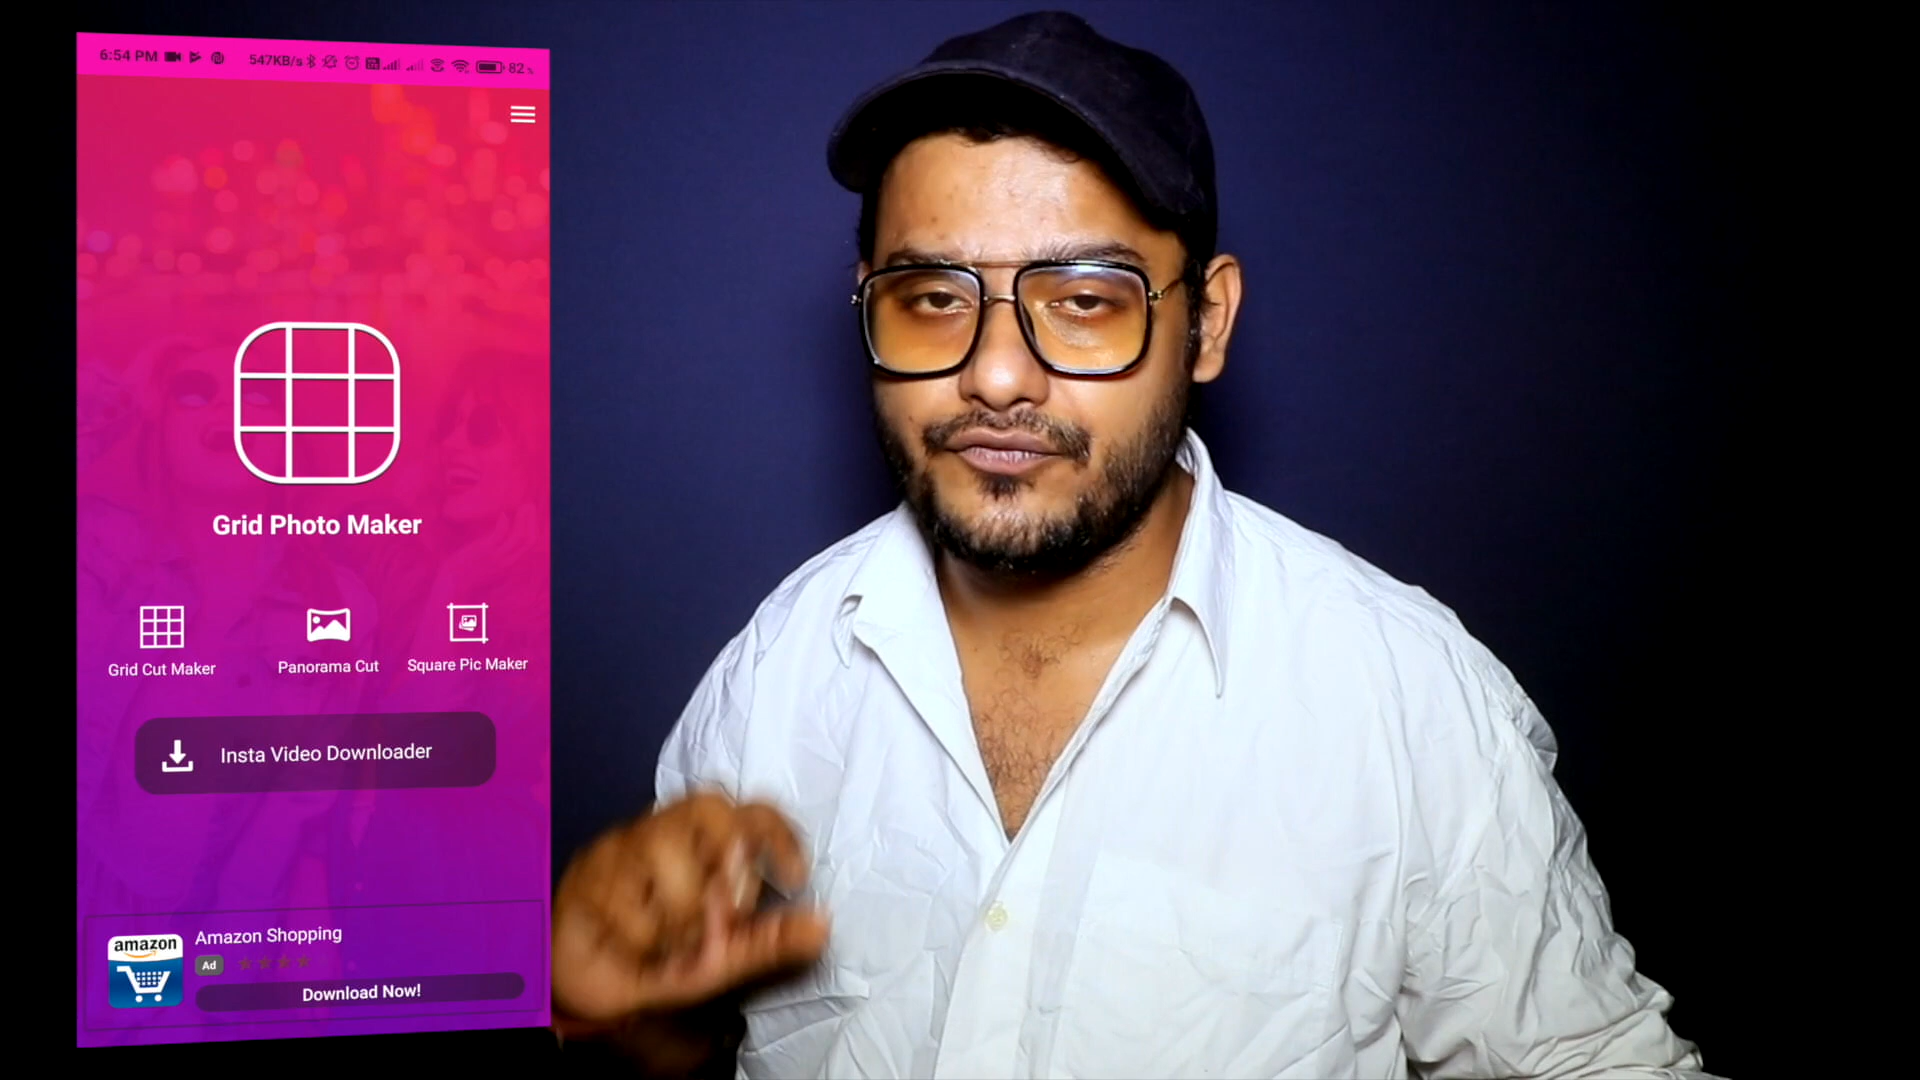 6:54 PM 547KB/s 82%
Grid Photo Maker
Grid Cut Maker Panorama Cut Square Pic Maker
Insta Video Downloader
amazon
Amazon Shopping
Ad
Download Now!